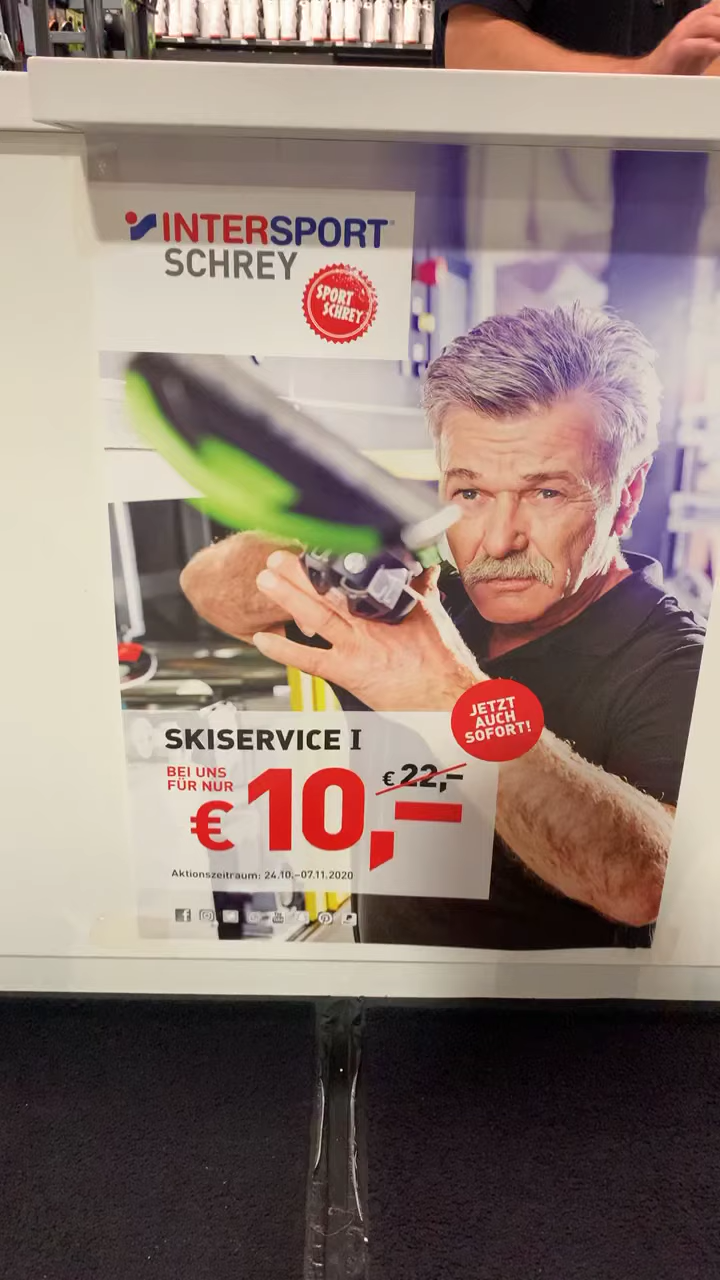 INTERSPORT
SCHREY
SPORT
SCHREY
JETZT
AUCH
SOFORT!
SKISERVICE I
BEI UNS
FÜR NUR
€ 22,–
€ 10,–
Aktionszeitraum: 24.10.–07.11.2020